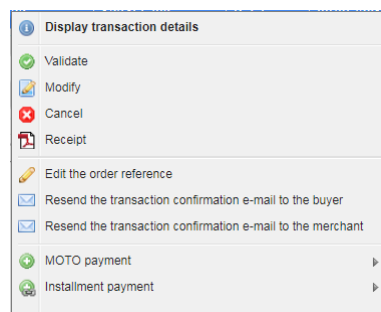 Display transaction details
Validate
Modify
Cancel
Receipt
Edit the order reference
Resend the transaction confirmation e-mail to the buyer
Resend the transaction confirmation e-mail to the merchant
MOTO payment
Installment payment